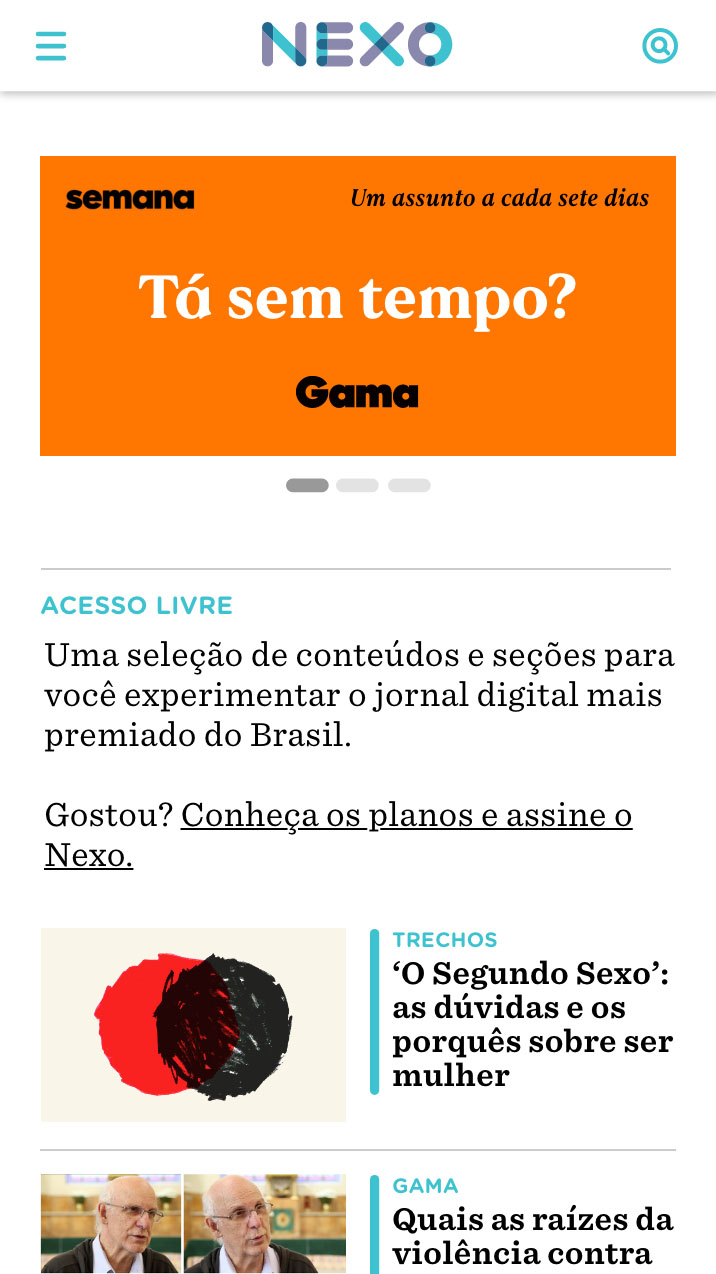 NEXO
semana
Um assunto a cada sete dias
Tá sem tempo?
Gama
ACESSO LIVRE
Uma seleção de conteúdos e seções para
você experimentar o jornal digital mais
premiado do Brasil.
Gostou? Conheça os planos e assine o
Nexo.
TRECHOS
‘O Segundo Sexo’:
as dúvidas e os
porquês sobre ser
mulher
GAMA
Quais as raízes da
violência contra